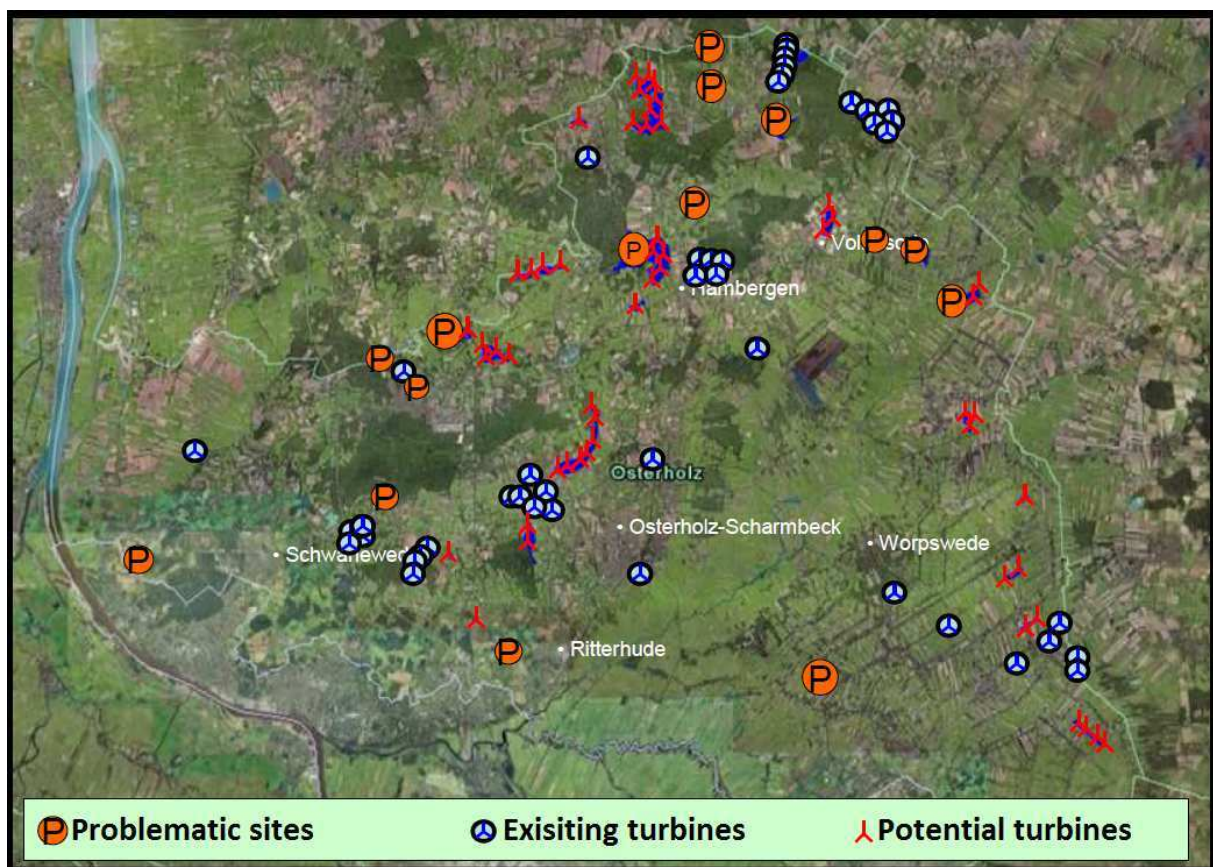 P
P
P
P
P
P
P
• Hambergen
P
P
P
P
P
P
Osterholz
• Osterholz-Scharmbeck
• Worpswede
P
P
• Ritterhude
P
P
Problematic sites
Exisiting turbines
Potential turbines